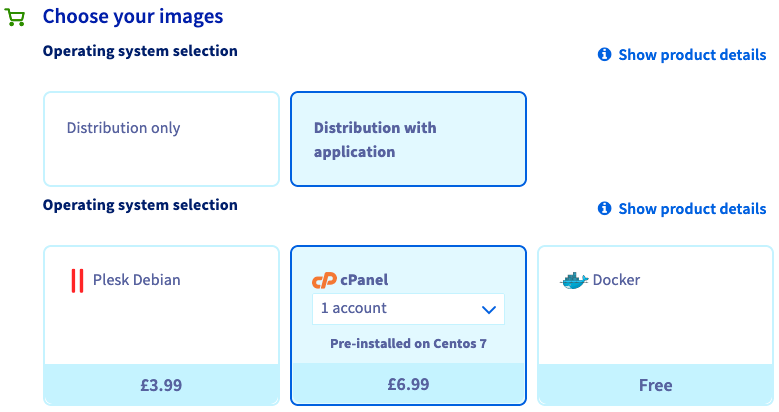 Choose your images
Operating system selection
Show product details
Distribution only
Distribution with
application
Operating system selection
Show product details
Plesk Debian
cP cPanel
1 account
Pre-installed on Centos 7
Docker
£3.99
£6.99
Free